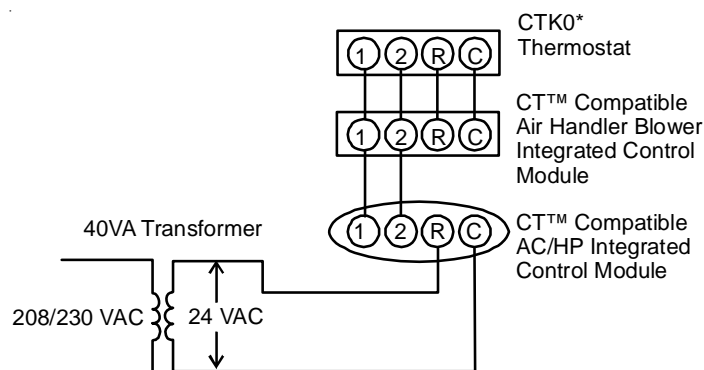 CTK0*
Thermostat
1 2 R C
CT™ Compatible
Air Handler Blower
Integrated Control
Module
1 2 R C
CT™ Compatible
AC/HP Integrated
Control Module
1 2 R C
40VA Transformer
208/230 VAC
24 VAC